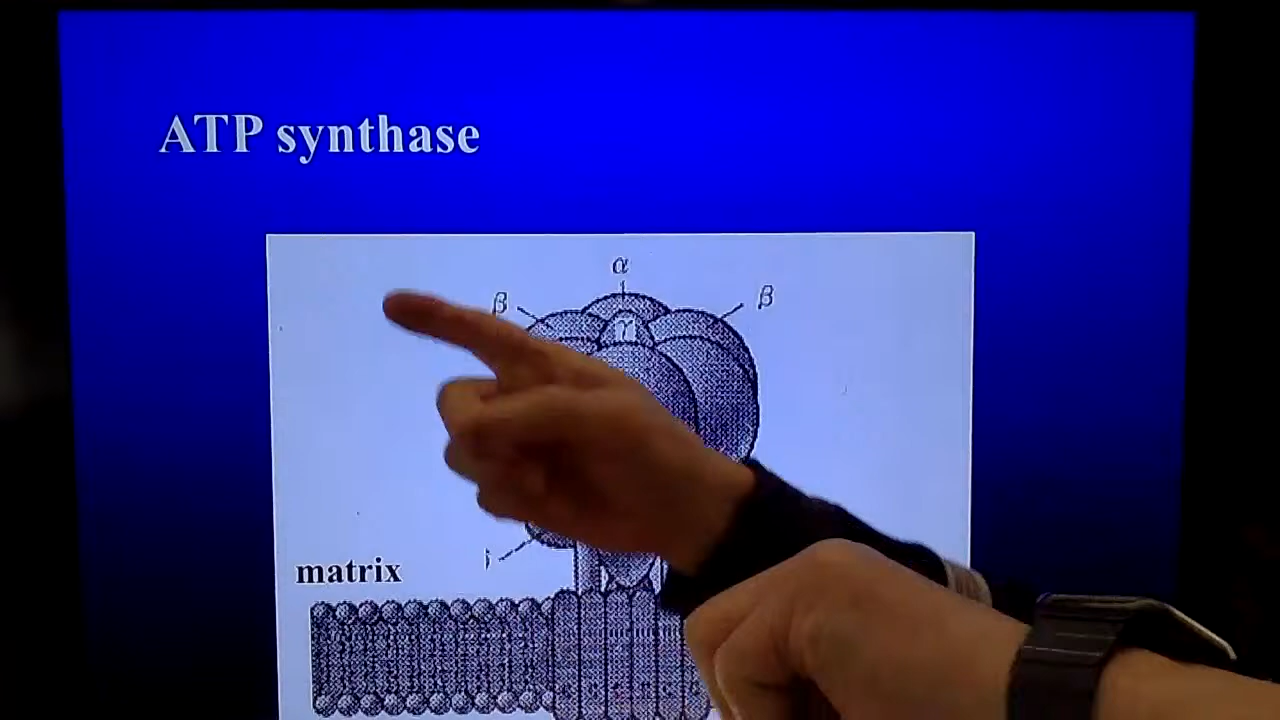 ATP synthase
α
β β
γ
matrix